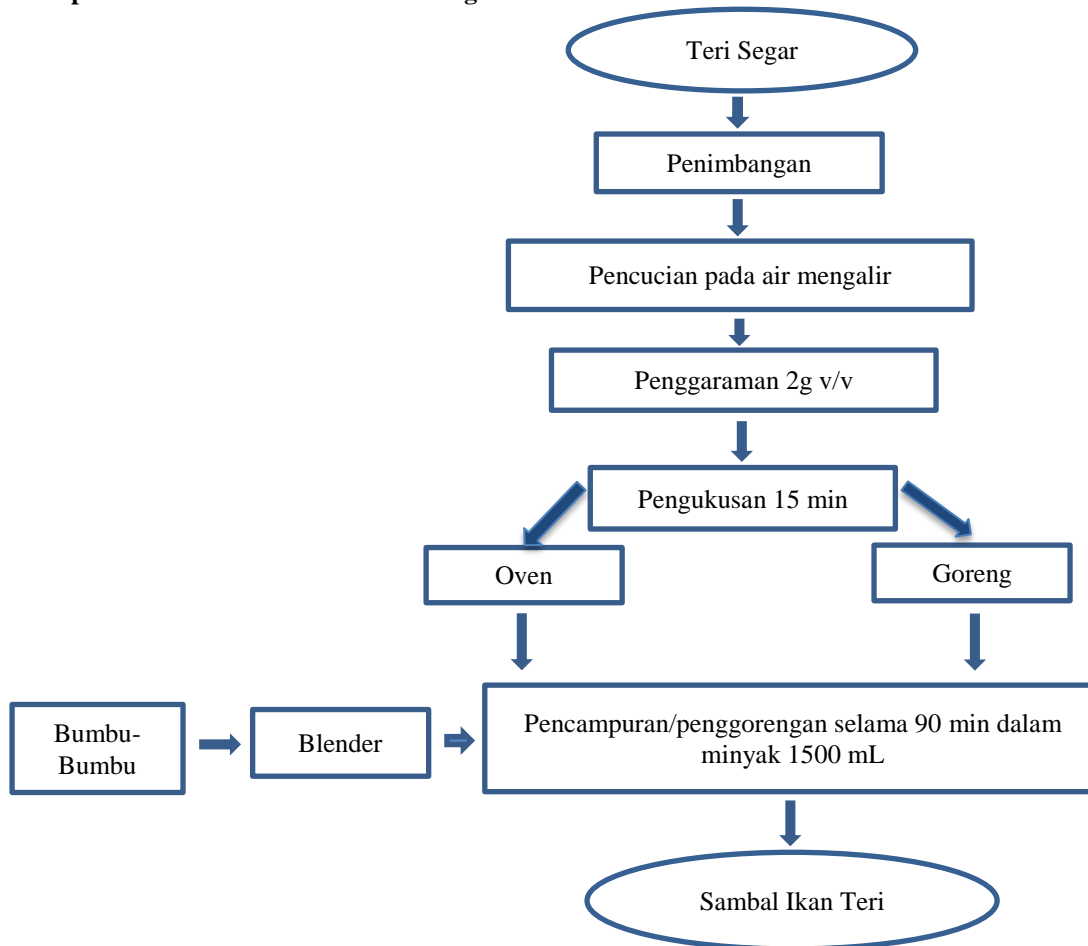 Teri Segar
Penimbangan
Pencucian pada air mengalir
Penggaraman 2g v/v
Pengukusan 15 min
Oven
Goreng
Bumbu-
Bumbu
Blender
Pencampuran/penggorengan selama 90 min dalam
minyak 1500 mL
Sambal Ikan Teri